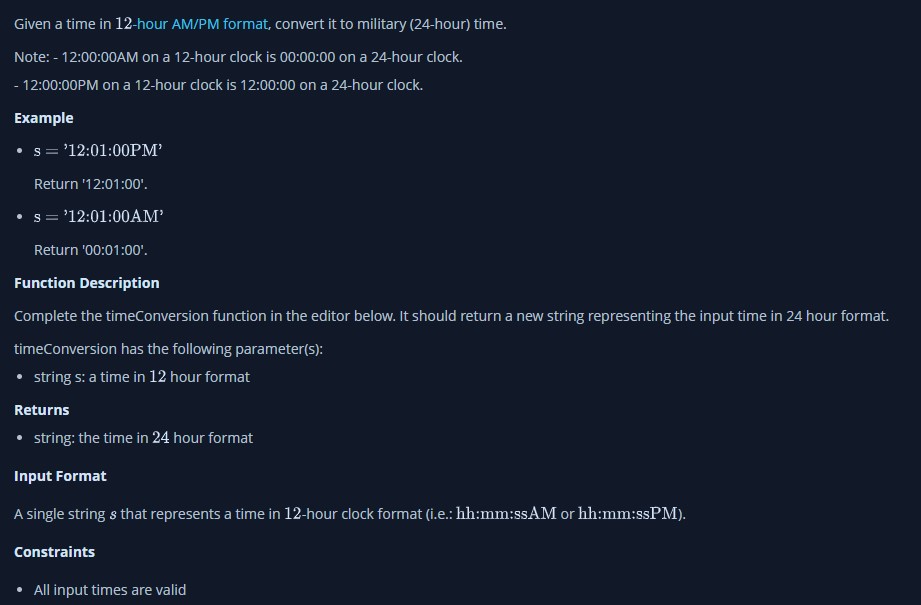 Given a time in 12-hour AM/PM format, convert it to military (24-hour) time.
Note: - 12:00:00AM on a 12-hour clock is 00:00:00 on a 24-hour clock.
- 12:00:00PM on a 12-hour clock is 12:00:00 on a 24-hour clock.
Example
• s = '12:01:00PM'
Return '12:01:00'.
• s = '12:01:00AM'
Return '00:01:00'.
Function Description
Complete the timeConversion function in the editor below. It should return a new string representing the input time in 24 hour format.
timeConversion has the following parameter(s):
• string s: a time in 12 hour format
Returns
• string: the time in 24 hour format
Input Format
A single string s that represents a time in 12-hour clock format (i.e.: hh:mm:ssAM or hh:mm:ssPM).
Constraints
• All input times are valid